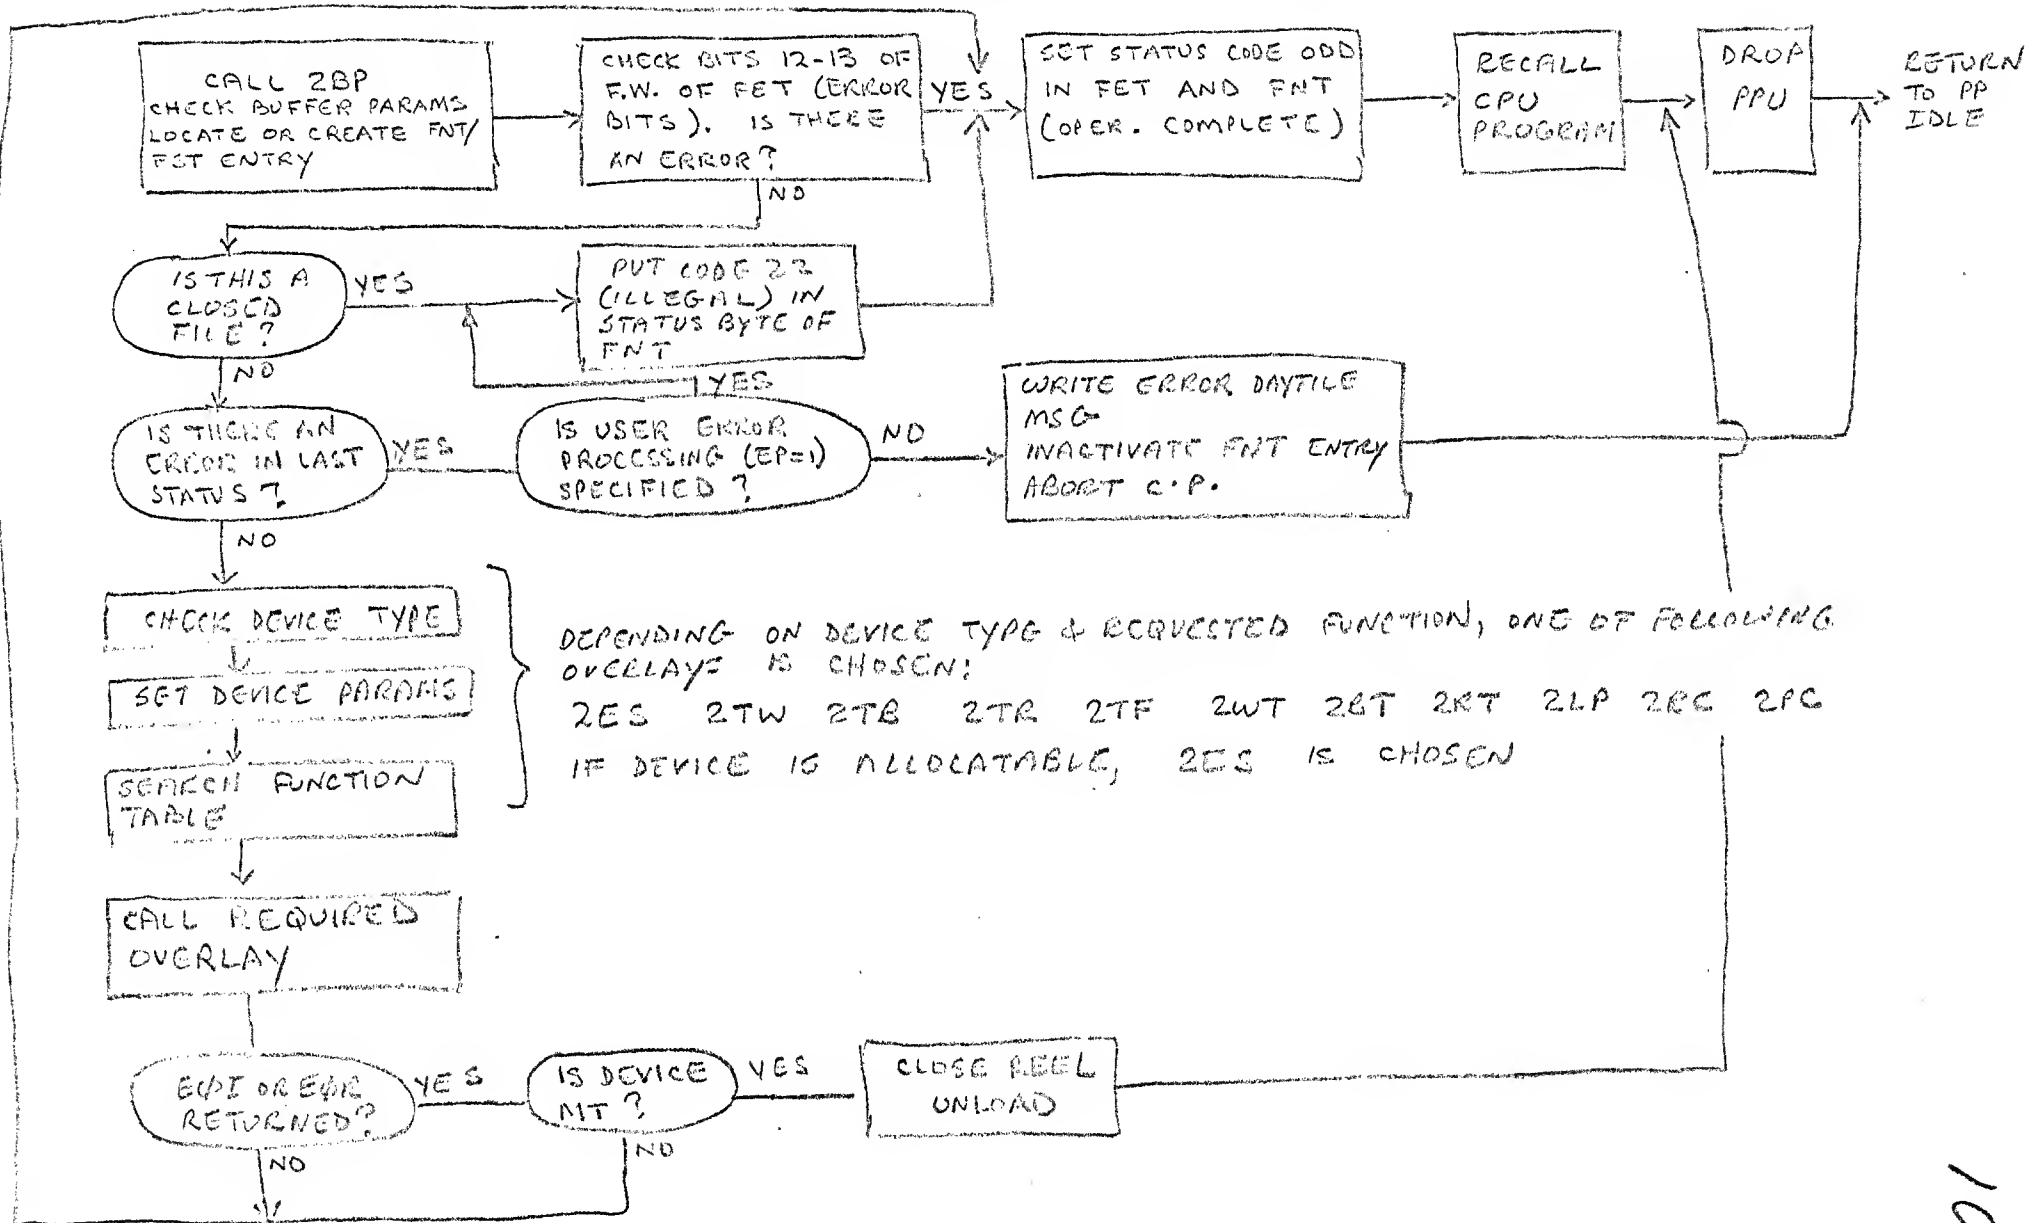 CALL 2BP
CHECK BUFFER PARAMS
LOCATE OR CREATE FNT/
FST ENTRY
CHECK BITS 12-13 OF
F.W. OF FET (ERROR
BITS). IS THERE
AN ERROR?
YES
SET STATUS CODE ODD
IN FET AND FNT
(OPER. COMPLETE)
RECALL
CPU
PROGRAM
DROP
PPU
RETURN
TO PP
IDLE
NO
IS THIS A
CLOSED
FILE?
YES
PUT CODE 22
(ILLEGAL) IN
STATUS BYTE OF
FNT
NO
YES
IS THERE AN
ERROR IN LAST
STATUS?
YES
IS USER ERROR
PROCESSING (EP=1)
SPECIFIED?
NO
WRITE ERROR DAYFILE
MSG
INACTIVATE FNT ENTRY
ABORT C.P.
NO
CHECK DEVICE TYPE
SET DEVICE PARAMS
SEARCH FUNCTION
TABLE
DEPENDING ON DEVICE TYPE & REQUESTED FUNCTION, ONE OF FOLLOWING
OVERLAYS IS CHOSEN:
2ES 2TW 2TB 2TR 2TF 2WT 2BT 2RT 2LP 2RC 2PC
IF DEVICE IS ALLOCATABLE, 2ES IS CHOSEN
CALL REQUIRED
OVERLAY
EØI OR EØR
RETURNED?
YES
IS DEVICE
MT?
YES
CLOSE REEL
UNLOAD
NO
NO